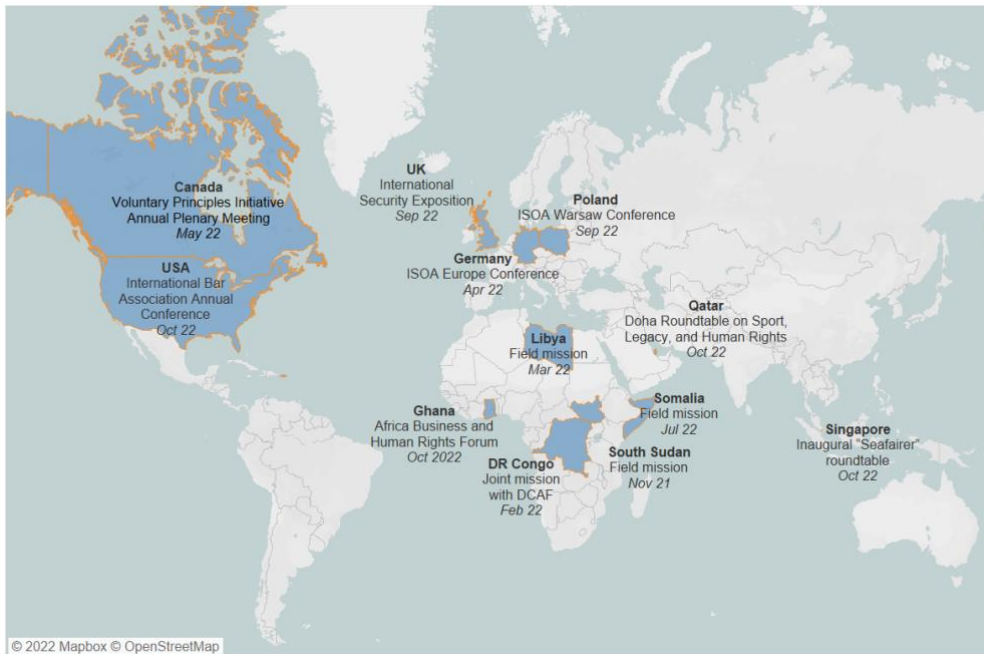 Canada
Voluntary Principles Initiative
Annual Plenary Meeting
May 22
USA
International Bar
Association Annual
Conference
Oct 22
UK
International
Security Exposition
Sep 22
Poland
ISOA Warsaw Conference
Sep 22
Germany
ISOA Europe Conference
Apr 22
Qatar
Doha Roundtable on Sport,
Legacy, and Human Rights
Oct 22
Libya
Field mission
Mar 22
Ghana
Africa Business and
Human Rights Forum
Oct 2022
Somalia
Field mission
Jul 22
South Sudan
Field mission
Nov 21
DR Congo
Joint mission
with DCAF
Feb 22
Singapore
Inaugural "Seafairer"
roundtable
Oct 22
© 2022 Mapbox © OpenStreetMap